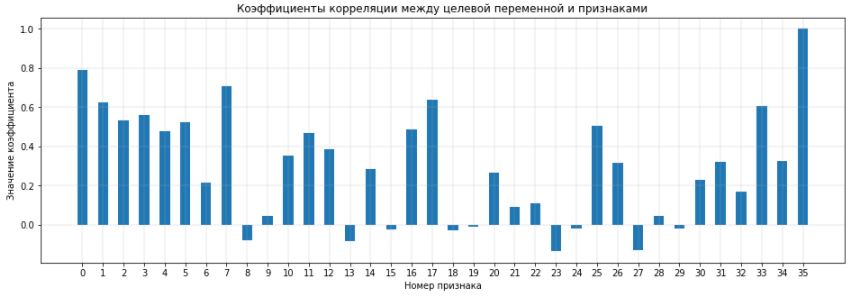 Коэффициенты корреляции между целевой переменной и признаками
Значение коэффициента
1.0
0.8
0.6
0.4
0.2
0.0
0 1 2 3 4 5 6 7 8 9 10 11 12 13 14 15 16 17 18 19 20 21 22 23 24 25 26 27 28 29 30 31 32 33 34 35
Номер признака